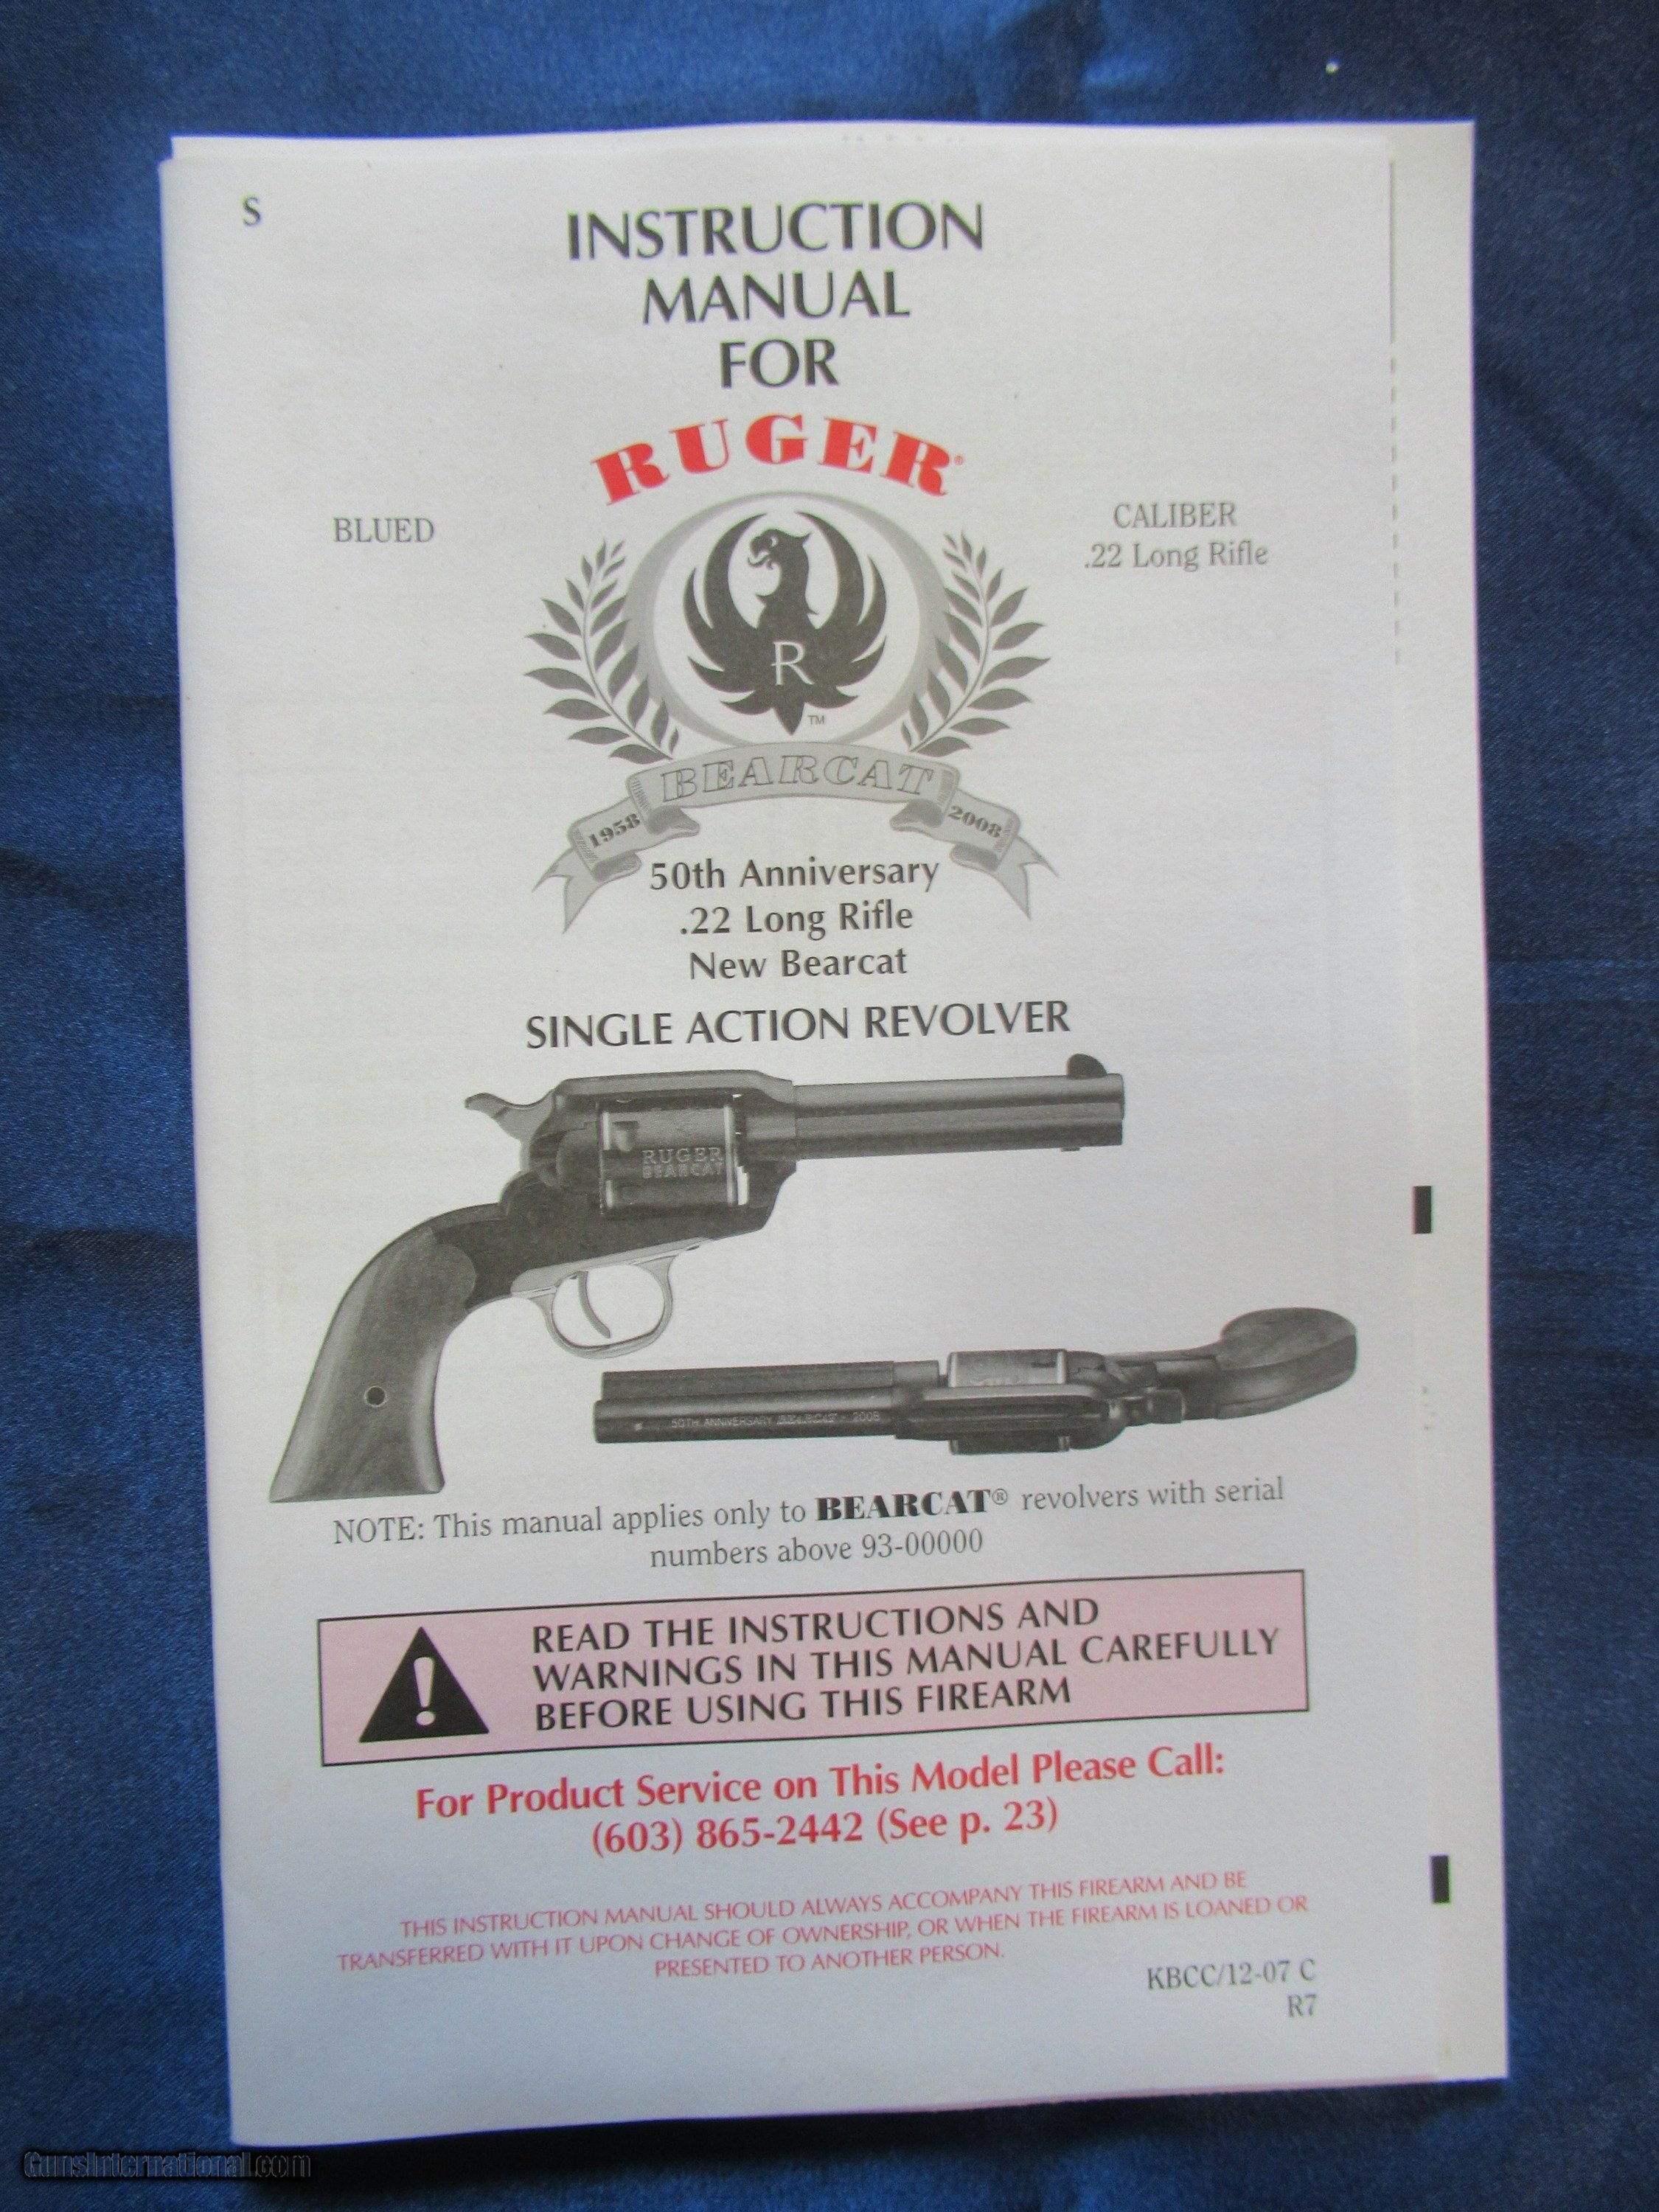 S
INSTRUCTION
MANUAL
FOR
RUGER®
BLUED
CALIBER
.22 Long Rifle
R
TM
BEARCAT
1958
2008
50th Anniversary
.22 Long Rifle
New Bearcat
SINGLE ACTION REVOLVER
RUGER
BEARCAT
50TH ANNIVERSARY BEARCAT • 2008
NOTE: This manual applies only to BEARCAT® revolvers with serial
numbers above 93-00000
!
READ THE INSTRUCTIONS AND
WARNINGS IN THIS MANUAL CAREFULLY
BEFORE USING THIS FIREARM
For Product Service on This Model Please Call:
(603) 865-2442 (See p. 23)
THIS INSTRUCTION MANUAL SHOULD ALWAYS ACCOMPANY THIS FIREARM AND BE
TRANSFERRED WITH IT UPON CHANGE OF OWNERSHIP, OR WHEN THE FIREARM IS LOANED OR
PRESENTED TO ANOTHER PERSON.
KBCC/12-07 C
R7
GunsInternational.com